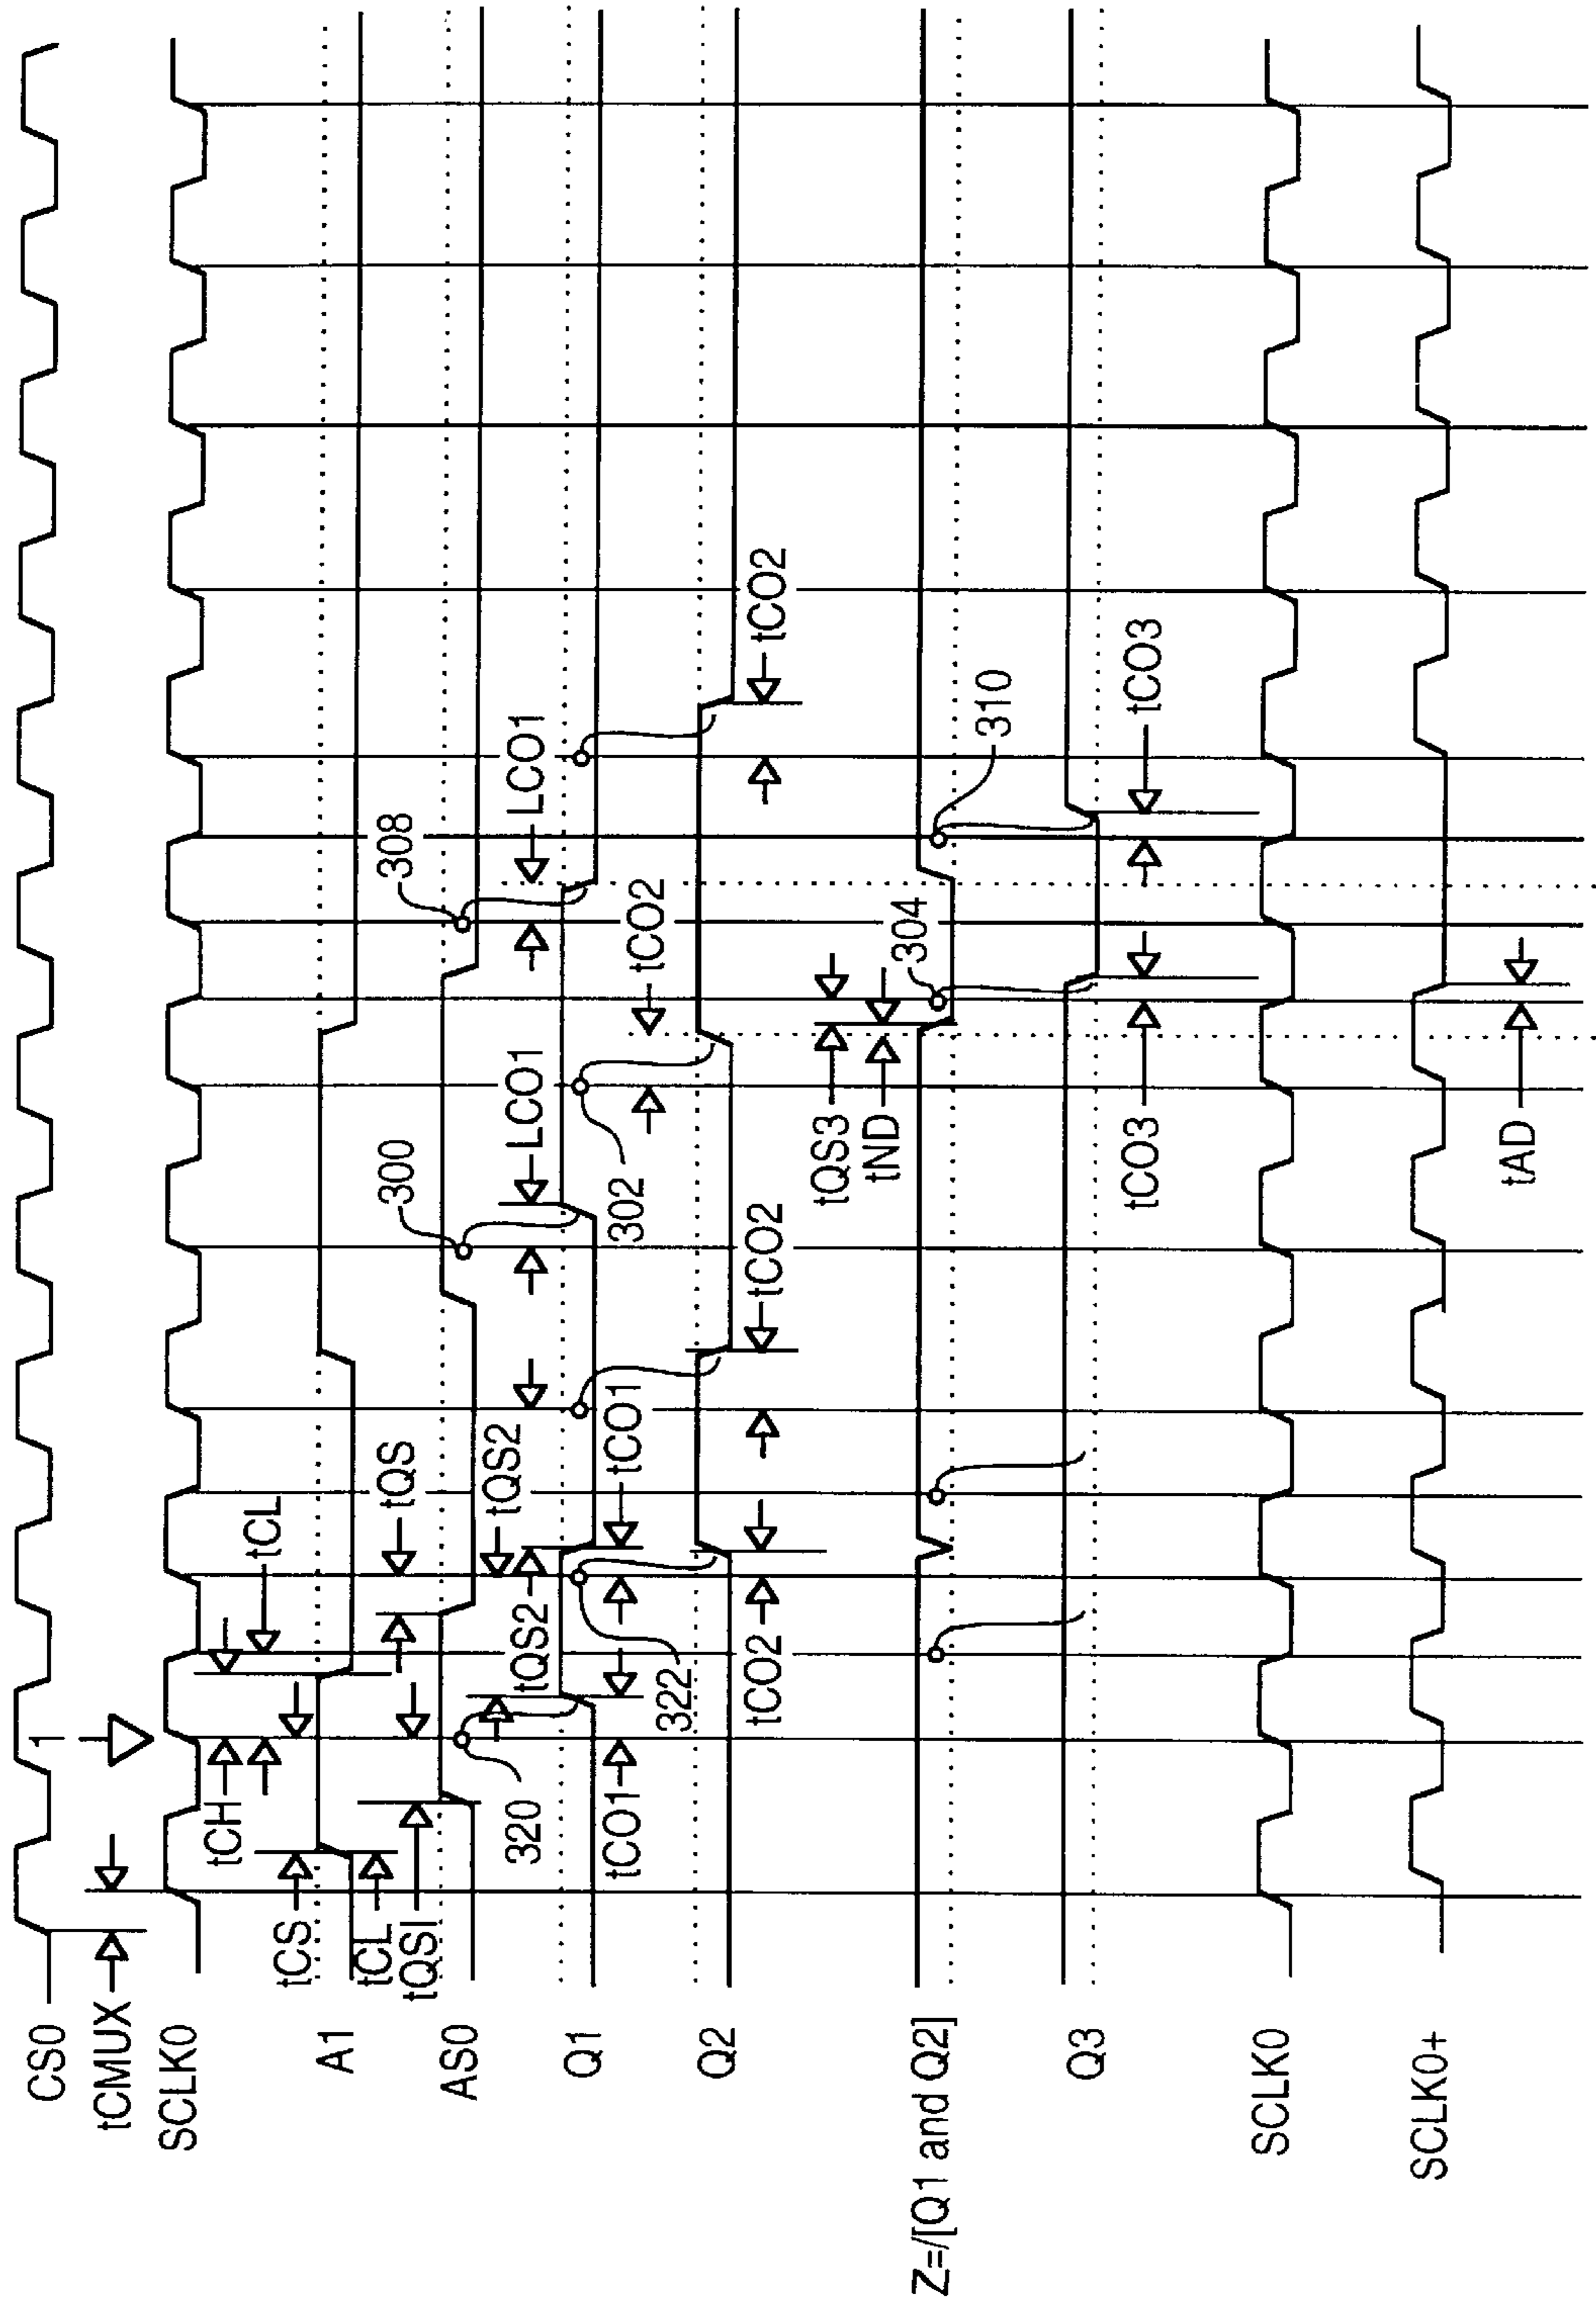 CS0
tCMUX
SCLK0
1
tCH
tCL
tCS
tCL
A1
tQS
tQSI
AS0
320
300
308
tQS2
tQS2
LCO1
LCO1
Q1
tCO1
tCO1
322
302
tCO2
Q2
tCO2
tCO2
tCO2
tQS3
tND
304
310
Z=/[Q1 and Q2]
Q3
tCO3
tCO3
SCLK0
SCLK0+
tAD